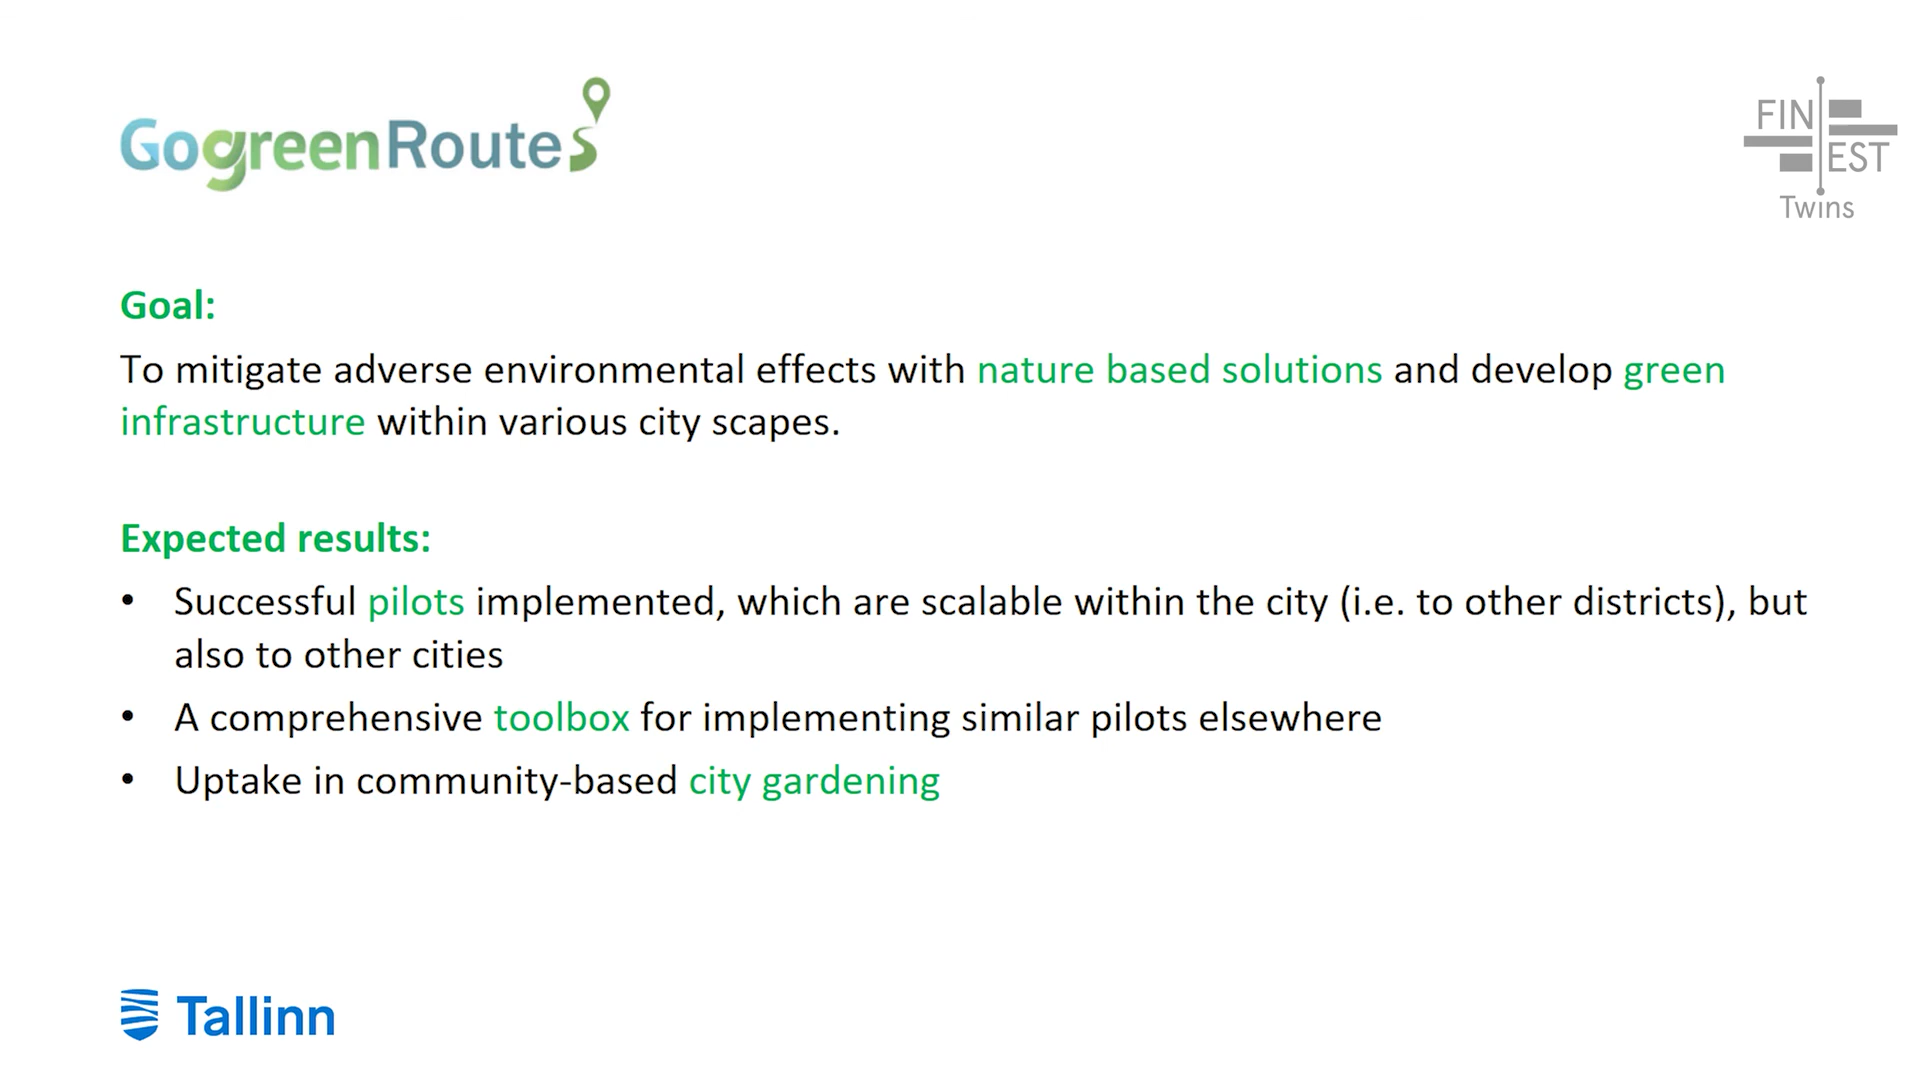 GogreenRoutes
FIN
EST
Twins
Goal:
To mitigate adverse environmental effects with nature based solutions and develop green
infrastructure within various city scapes.
Expected results:
• Successful pilots implemented, which are scalable within the city (i.e. to other districts), but
also to other cities
• A comprehensive toolbox for implementing similar pilots elsewhere
• Uptake in community-based city gardening
Tallinn